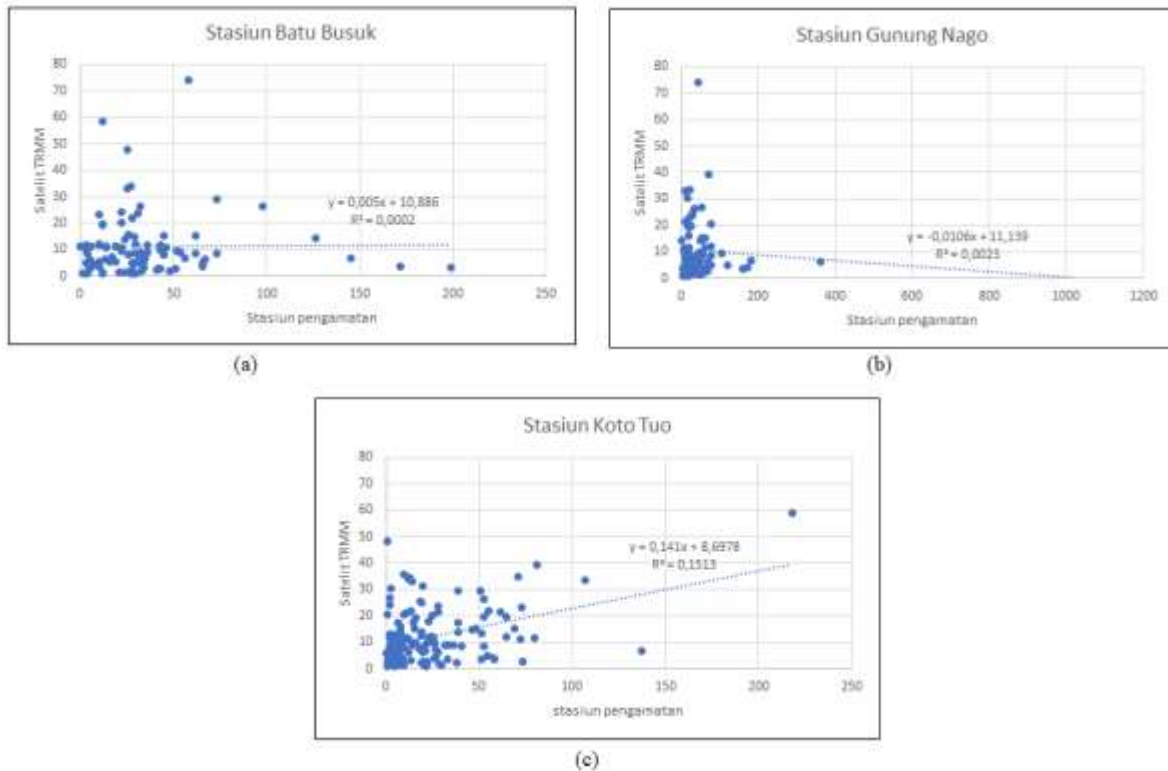 Stasiun Batu Busuk
80
70
60
50
40
30
20
10
0
Satelit TRMM
y = 0,005x + 10,886
R² = 0,0002
0 50 100 150 200 250
Stasiun pengamatan
(a)
Stasiun Gunung Nago
80
70
60
50
40
30
20
10
0
Satelit TRMM
y = -0,0106x + 11,139
R² = 0,0023
0 200 400 600 800 1000 1200
Stasiun pengamatan
(b)
Stasiun Koto Tuo
80
70
60
50
40
30
20
10
0
Satelit TRMM
y = 0,141x + 8,6978
R² = 0,1513
0 50 100 150 200 250
stasiun pengamatan
(c)